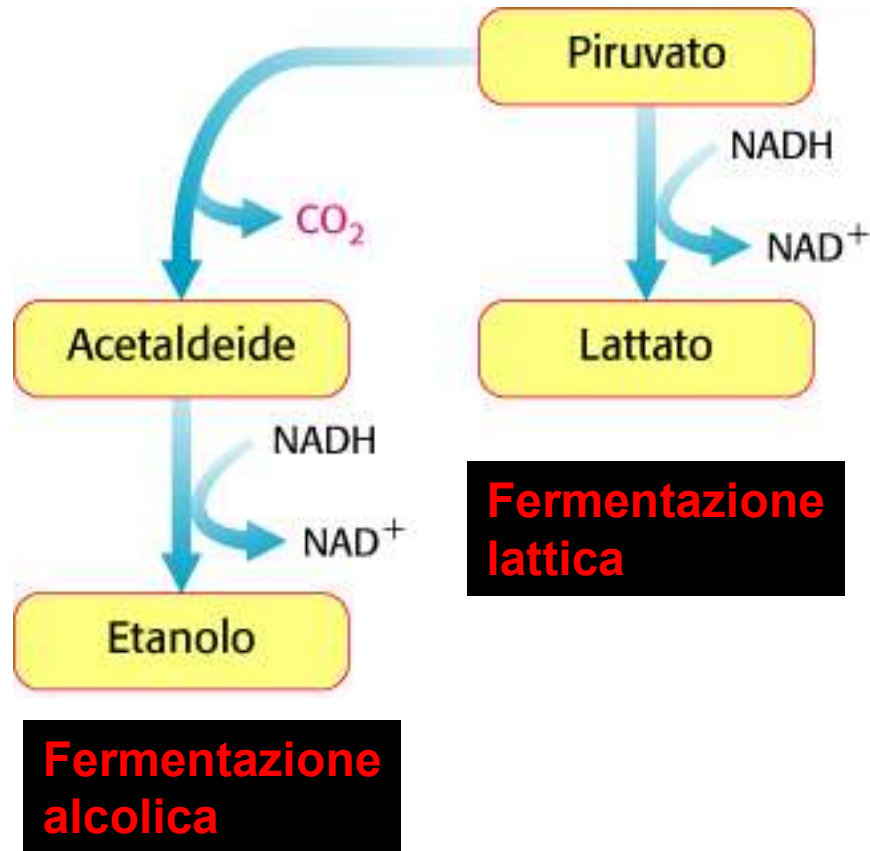 Piruvato
NADH
CO₂
NAD⁺
Acetaldeide
Lattato
NADH
NAD⁺
Fermentazione
lattica
Etanolo
Fermentazione
alcolica